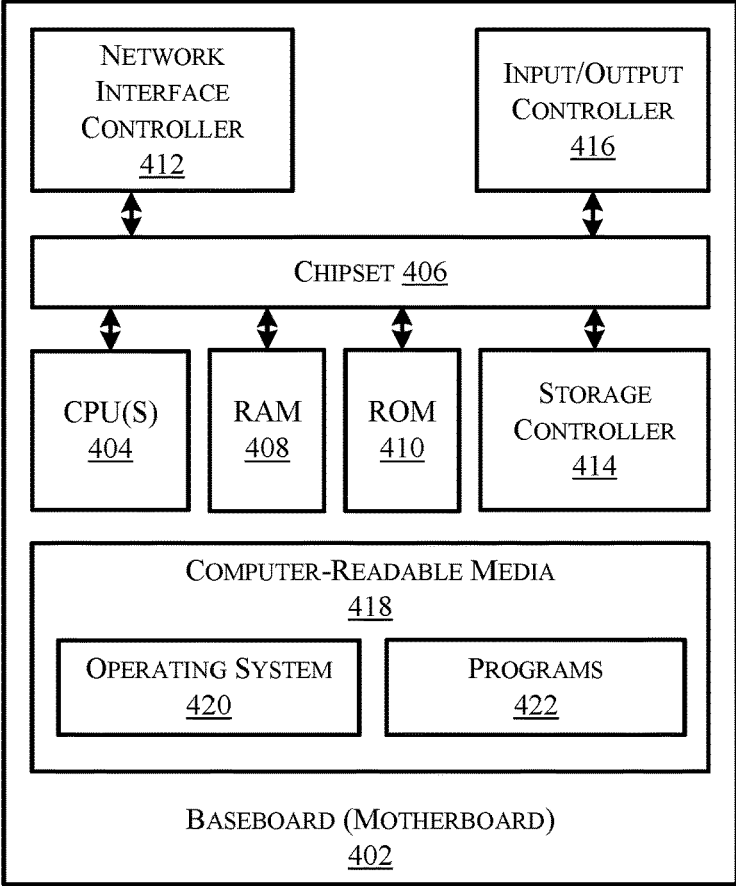 NETWORK
INTERFACE
CONTROLLER
412
INPUT/OUTPUT
CONTROLLER
416
CHIPSET 406
CPU(S)
404
RAM
408
ROM
410
STORAGE
CONTROLLER
414
COMPUTER-READABLE MEDIA
418
OPERATING SYSTEM
420
PROGRAMS
422
BASEBOARD (MOTHERBOARD)
402